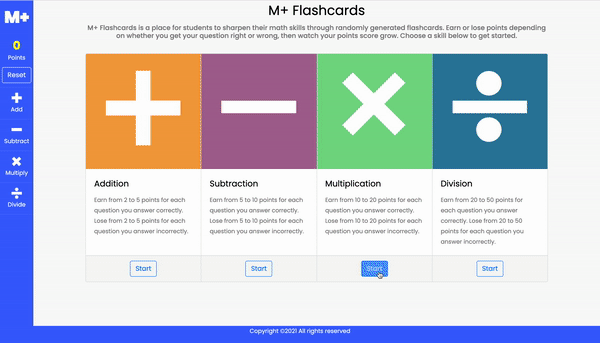 M+
0
Points
Reset
Add
Subtract
Multiply
Divide
M+ Flashcards
M+ Flashcards is a place for students to sharpen their math skills through randomly generated flashcards. Earn or lose points depending
on whether you get your question right or wrong, then watch your points score grow. Choose a skill below to get started.
Addition
Earn from 2 to 5 points for each
question you answer correctly.
Lose from 2 to 5 points for each
question you answer incorrectly.
Start
Subtraction
Earn from 5 to 10 points for each
question you answer correctly.
Lose from 5 to 10 points for each
question you answer incorrectly.
Start
Multiplication
Earn from 10 to 20 points for each
question you answer correctly.
Lose from 10 to 20 points for each
question you answer incorrectly.
Start
Division
Earn from 20 to 50 points for
each question you answer
correctly. Lose from 20 to 50
points for each question you
answer incorrectly.
Start
Copyright ©2021 All rights reserved